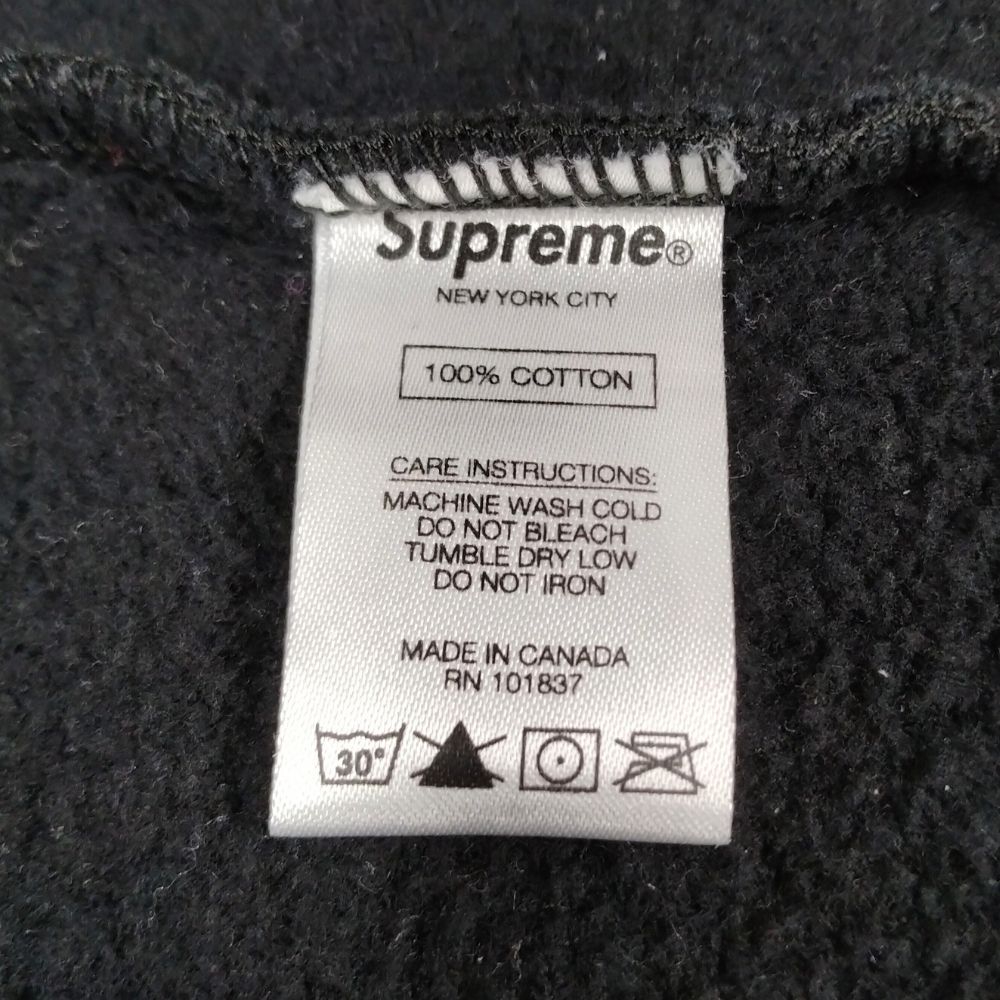 Supreme®
NEW YORK CITY
100% COTTON
CARE INSTRUCTIONS:
MACHINE WASH COLD
DO NOT BLEACH
TUMBLE DRY LOW
DO NOT IRON
MADE IN CANADA
RN 101837
30°